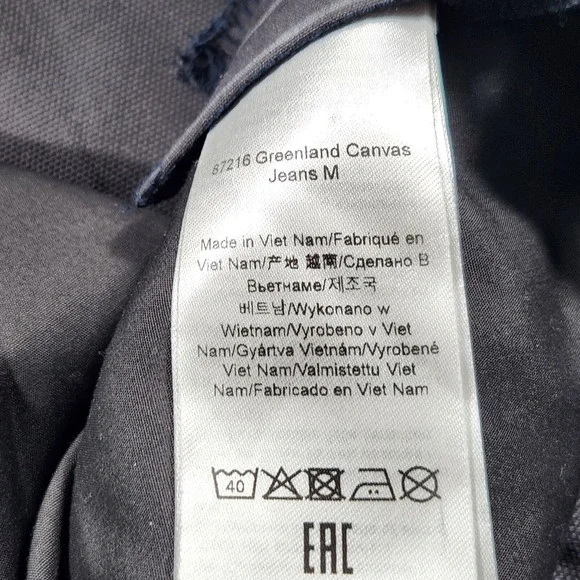 87216 Greenland Canvas
Jeans M
Made in Viet Nam/Fabriqué en
Viet Nam/产地 越南/Сделано В
Вьетнаме/제조국
베트남/Wykonano w
Wietnam/Vyrobeno v Viet
Nam/Gyártva Vietnám/Vyrobené
Viet Nam/Valmistettu Viet
Nam/Fabricado en Viet Nam
40
EAC